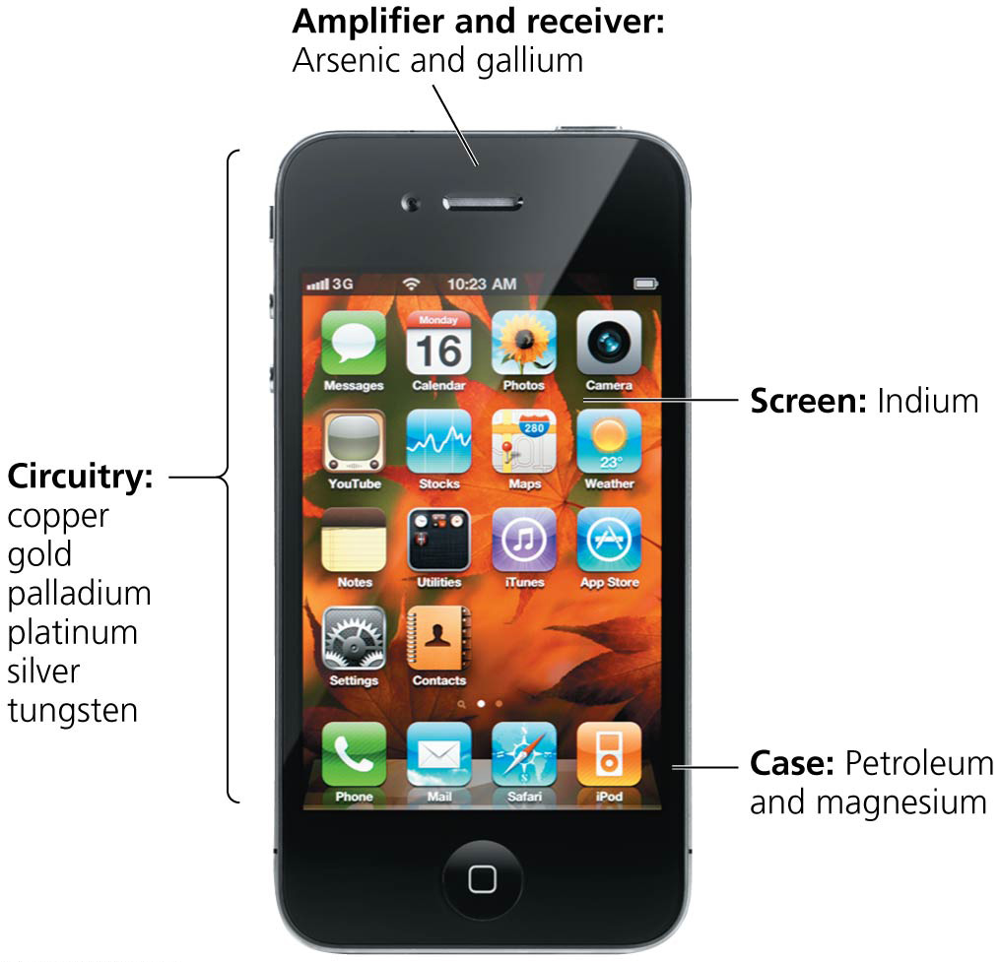 Amplifier and receiver:
Arsenic and gallium
3G 10:23 AM
Monday
16
Messages Calendar Photos Camera
280
23°
YouTube Stocks Maps Weather
Notes Utilities iTunes App Store
Settings Contacts
Phone Mail Safari iPod
Screen: Indium
Circuitry:
copper
gold
palladium
platinum
silver
tungsten
Case: Petroleum
and magnesium